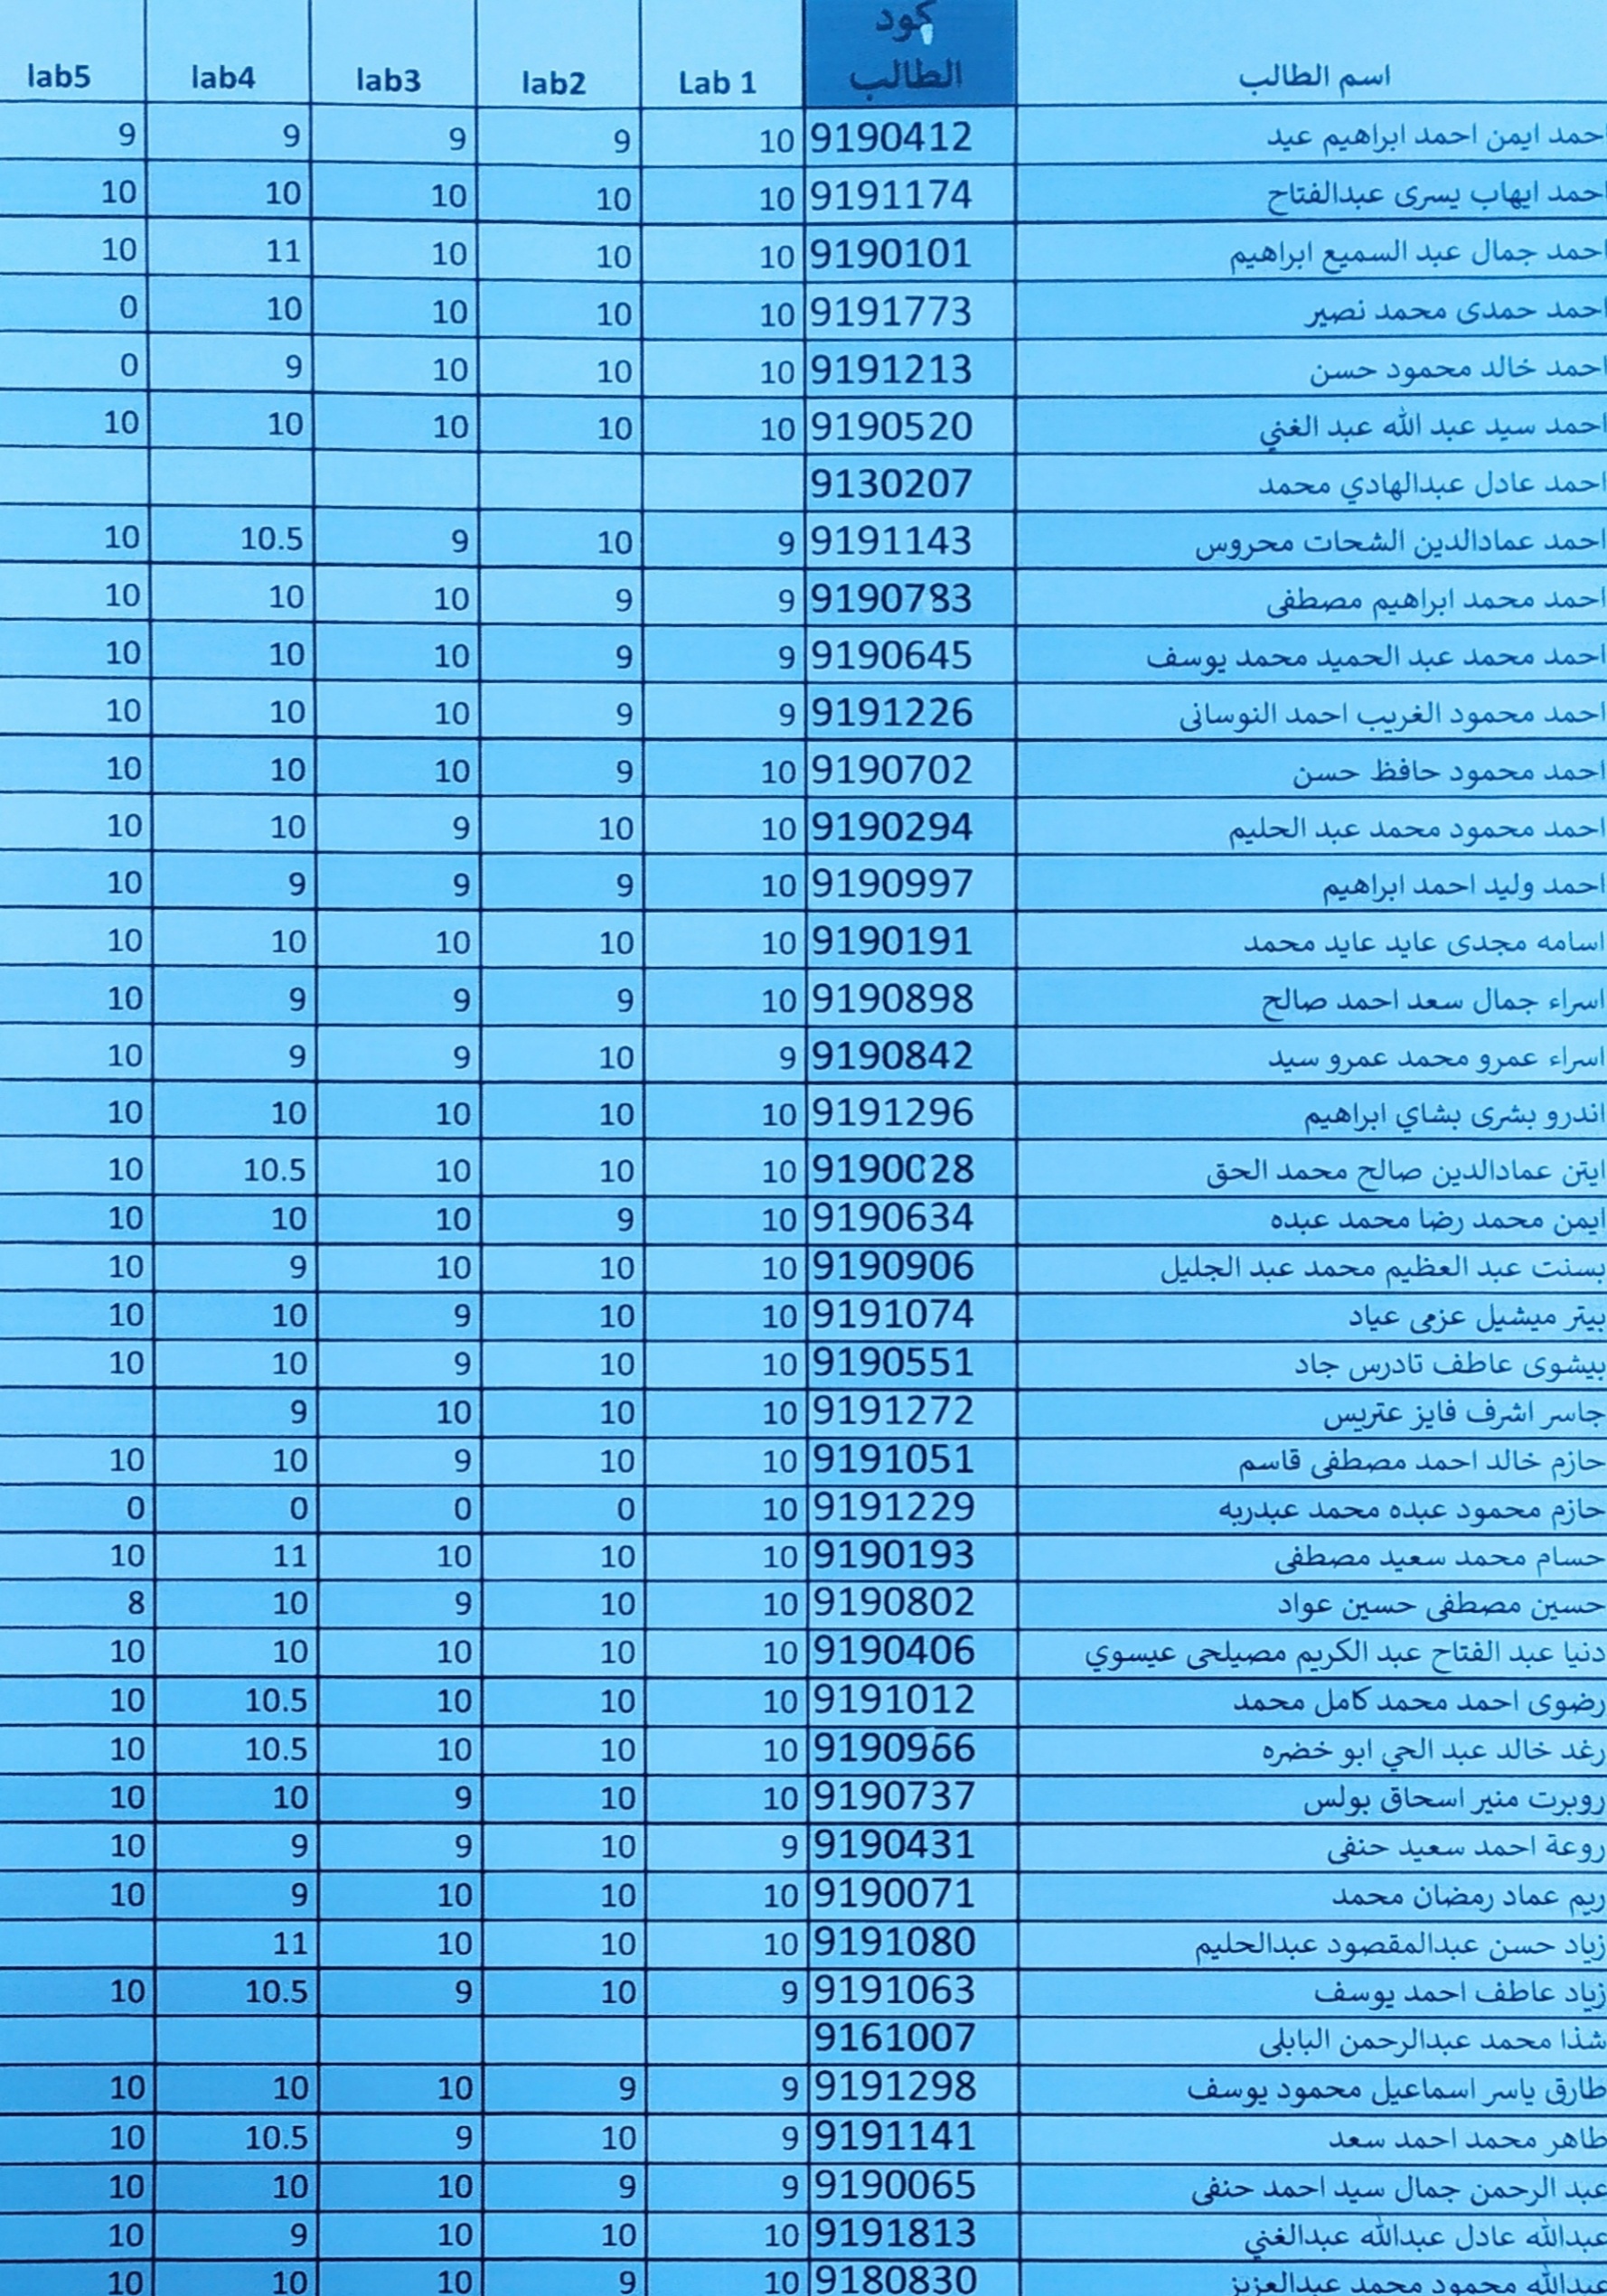 اسم الطالب كود الطالب Lab 1 lab2 lab3 lab4 lab5
احمد ايمن احمد ابراهيم عيد 9190412 10 9 9 9 9
احمد ايهاب يسرى عبدالفتاح 9191174 10 10 10 10 10
احمد جمال عبد السميع ابراهيم 9190101 10 10 10 11 10
احمد حمدى محمد نصير 9191773 10 10 10 10 0
احمد خالد محمود حسن 9191213 10 10 10 9 0
احمد سيد عبد الله عبد الغني 9190520 10 10 10 10 10
احمد عادل عبدالهادي محمد 9130207
احمد عمادالدين الشحات محروس 9191143 9 10 9 10.5 10
احمد محمد ابراهيم مصطفى 9190783 9 9 10 10 10
احمد محمد عبد الحميد محمد يوسف 9190645 9 9 10 10 10
احمد محمود الغريب احمد النوسانى 9191226 9 9 10 10 10
احمد محمود حافظ حسن 9190702 10 9 10 10 10
احمد محمود محمد عبد الحليم 9190294 10 10 9 10 10
احمد وليد احمد ابراهيم 9190997 10 9 9 9 10
اسامه مجدى عايد عايد محمد 9190191 10 10 10 10 10
اسراء جمال سعد احمد صالح 9190898 10 9 9 9 10
اسراء عمرو محمد عمرو سيد 9190842 9 10 9 9 10
اندرو بشرى بشاي ابراهيم 9191296 10 10 10 10 10
ايتن عمادالدين صالح محمد الحق 9190028 10 10 10 10.5 10
ايمن محمد رضا محمد عبده 9190634 10 9 10 10 10
بسنت عبد العظيم محمد عبد الجليل 9190906 10 10 10 9 10
بيتر ميشيل عزمى عياد 9191074 10 10 9 10 10
بيشوى عاطف تادرس جاد 9190551 10 10 9 10 10
جاسر اشرف فايز عتريس 9191272 10 10 10 9
حازم خالد احمد مصطفى قاسم 9191051 10 10 9 10 10
حازم محمود عبده محمد عبدربه 9191229 10 0 0 0 0
حسام محمد سعيد مصطفى 9190193 10 10 10 11 10
حسين مصطفى حسين عواد 9190802 10 10 9 10 8
دنيا عبد الفتاح عبد الكريم مصيلحى عيسوي 9190406 10 10 10 10 10
رضوى احمد محمد كامل محمد 9191012 10 10 10 10.5 10
رغد خالد عبد الحي ابو خضره 9190966 10 10 10 10.5 10
روبرت منير اسحاق بولس 9190737 10 10 9 10 10
روعة احمد سعيد حنفى 9190431 9 10 9 9 10
ريم عماد رمضان محمد 9190071 10 10 10 9 10
زياد حسن عبدالمقصود عبدالحليم 9191080 10 10 10 11
زياد عاطف احمد يوسف 9191063 9 10 9 10.5 10
شذا محمد عبدالرحمن البابلى 9161007
طارق ياسر اسماعيل محمود يوسف 9191298 9 9 10 10 10
طاهر محمد احمد سعد 9191141 9 10 9 10.5 10
عبد الرحمن جمال سيد احمد حنفى 9190065 9 9 10 10 10
عبدالله عادل عبدالله عبدالغني 9191813 10 10 10 9 10
عبدالله محمود محمد عبدالعزيز 9180830 10 9 10 10 10